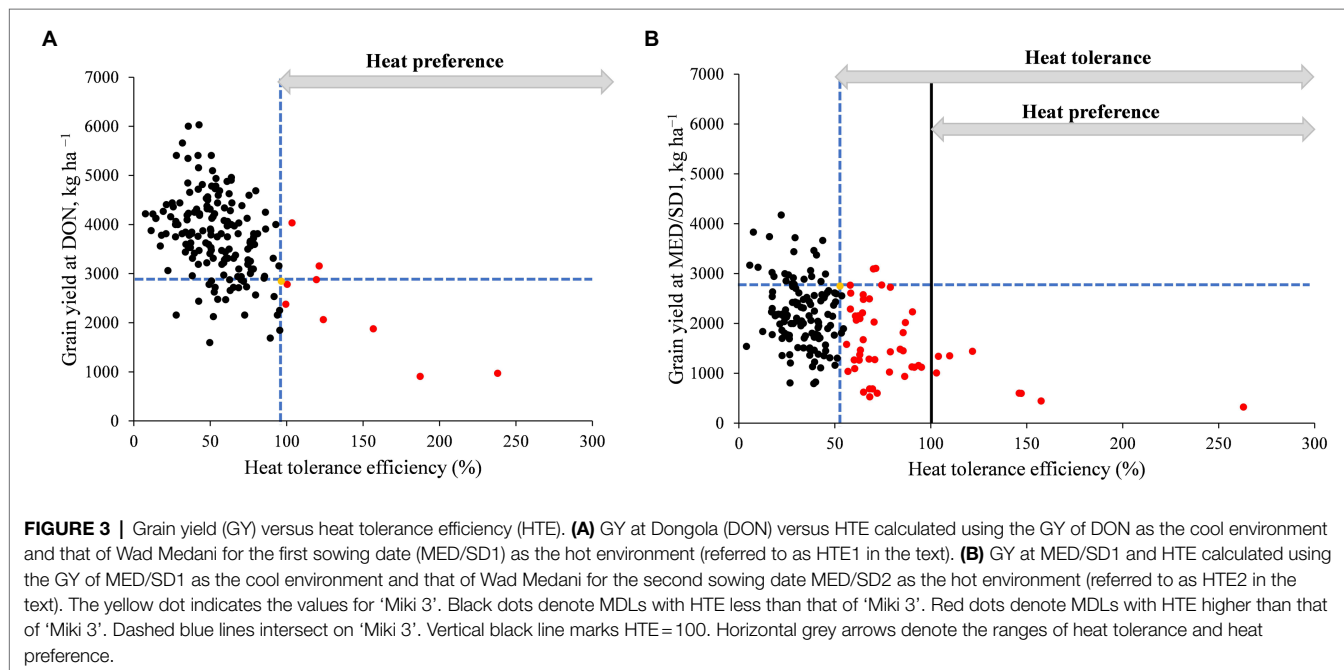 A
Heat preference
7000
6000
5000
4000
3000
2000
1000
0
Grain yield at DON, kg ha⁻¹
0 50 100 150 200 250 300
Heat tolerance efficiency (%)
B
Heat tolerance
Heat preference
7000
6000
5000
4000
3000
2000
1000
0
Grain yield at MED/SD1, kg ha⁻¹
0 50 100 150 200 250 300
Heat tolerance efficiency (%)
FIGURE 3 | Grain yield (GY) versus heat tolerance efficiency (HTE). (A) GY at Dongola (DON) versus HTE calculated using the GY of DON as the cool environment
and that of Wad Medani for the first sowing date (MED/SD1) as the hot environment (referred to as HTE1 in the text). (B) GY at MED/SD1 and HTE calculated using
the GY of MED/SD1 as the cool environment and that of Wad Medani for the second sowing date MED/SD2 as the hot environment (referred to as HTE2 in the
text). The yellow dot indicates the values for ‘Miki 3’. Black dots denote MDLs with HTE less than that of ‘Miki 3’. Red dots denote MDLs with HTE higher than that
of ‘Miki 3’. Dashed blue lines intersect on ‘Miki 3’. Vertical black line marks HTE=100. Horizontal grey arrows denote the ranges of heat tolerance and heat
preference.